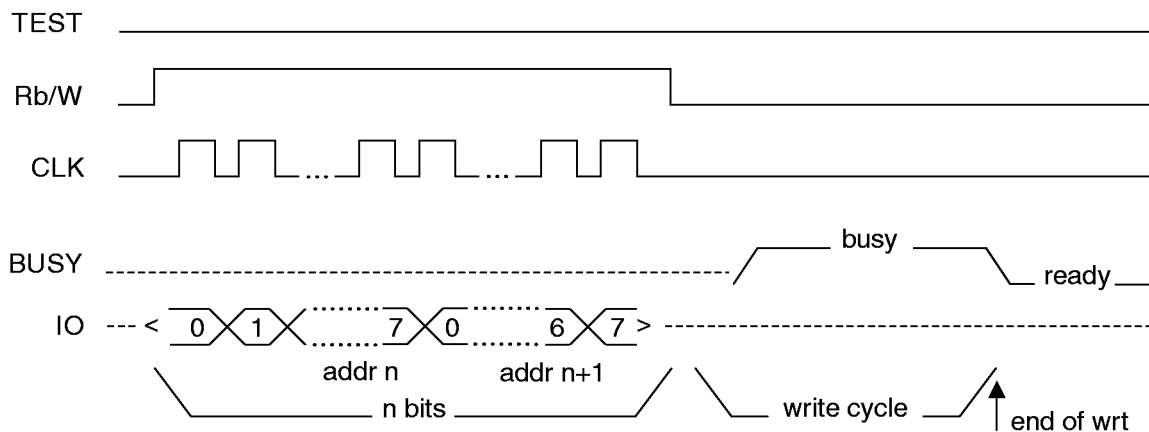 TEST
Rb/W
CLK ... ...
busy
BUSY ready
IO < 0 1 7 0 6 7 >
addr n addr n+1
n bits write cycle end of wrt